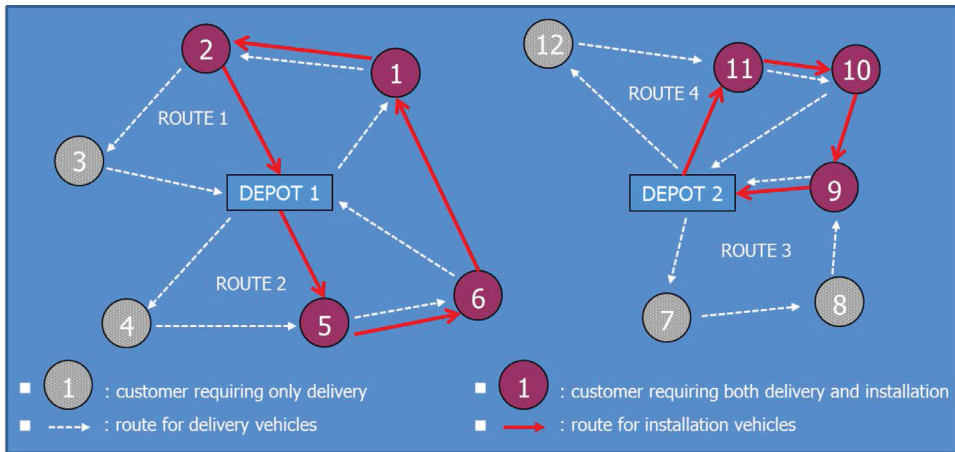 2
1
ROUTE 1
3
DEPOT 1
ROUTE 2
4
5
6
12
11
10
ROUTE 4
DEPOT 2
9
ROUTE 3
7
8
1 : customer requiring only delivery
1 : customer requiring both delivery and installation
: route for delivery vehicles
: route for installation vehicles